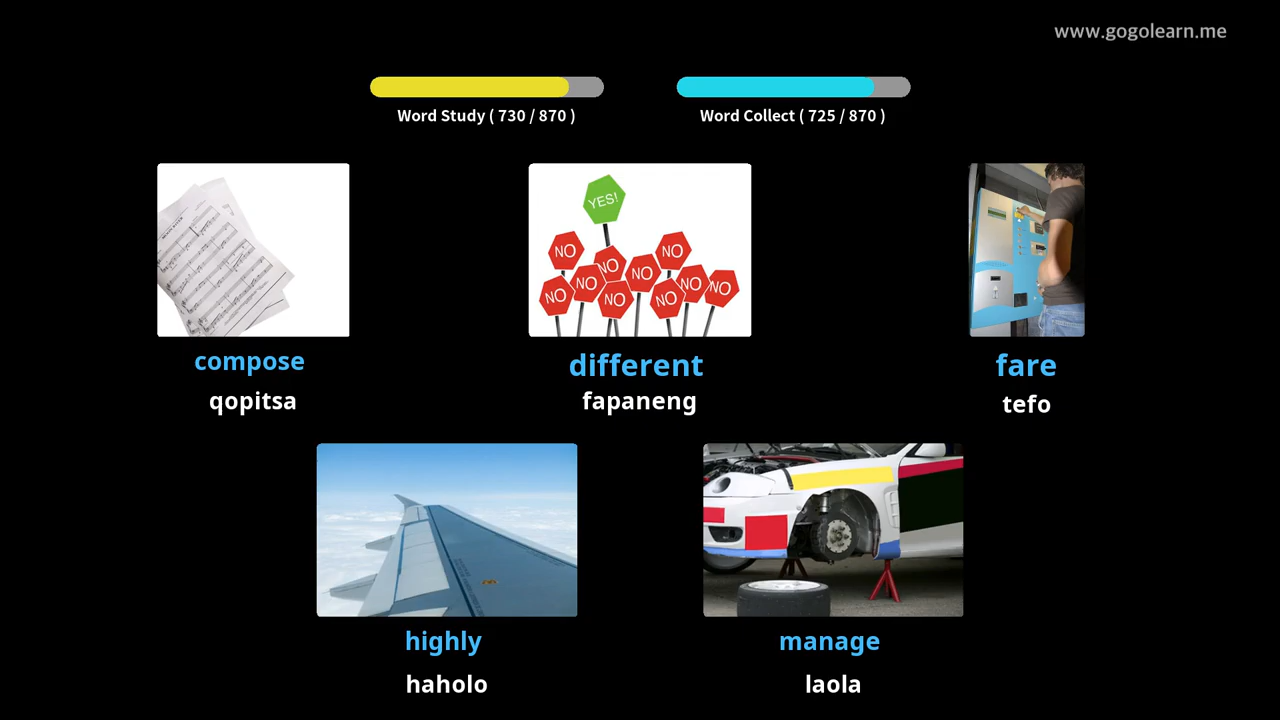 www.gogolearn.me
Word Study ( 730 / 870 )
Word Collect ( 725 / 870 )
YES!
NO
NO
NO
NO
NO
NO
NO
NO
NO
NO
compose
qopitsa
different
fapaneng
fare
tefo
highly
haholo
manage
laola